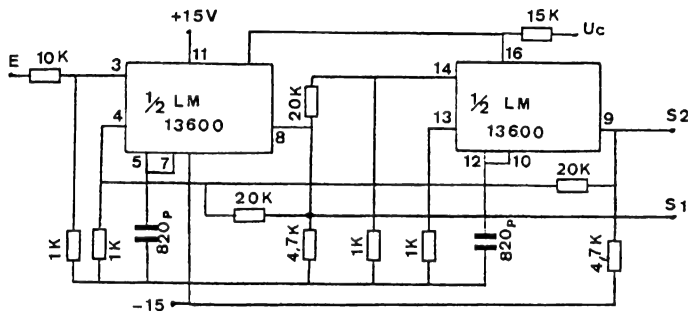 +15V
15K
Uc
E
10K
3
11
16
14
½ LM
13600
20K
½ LM
13600
4
8
13
9
S2
5
7
12
10
20K
20K
S1
1K
1K
820p
4,7K
1K
1K
820p
4,7K
-15